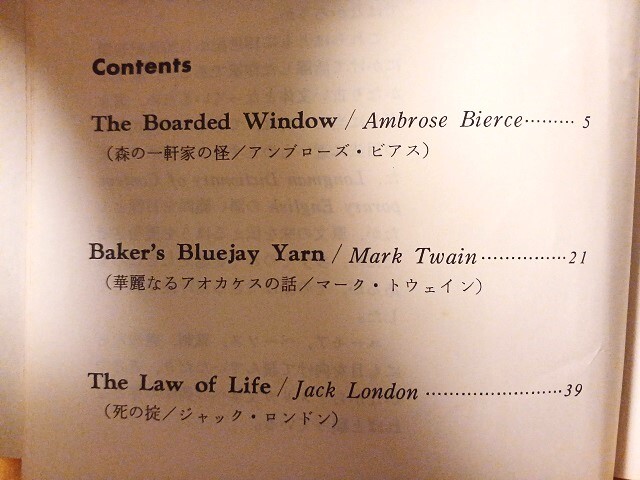 Contents
The Boarded Window / Ambrose Bierce ········· 5
（森の一軒家の怪／アンブローズ・ビアス）
Baker's Bluejay Yarn / Mark Twain ··············· 21
（華麗なるアオカケスの話／マーク・トウェイン）
The Law of Life / Jack London ························ 39
（死の掟／ジャック・ロンドン）